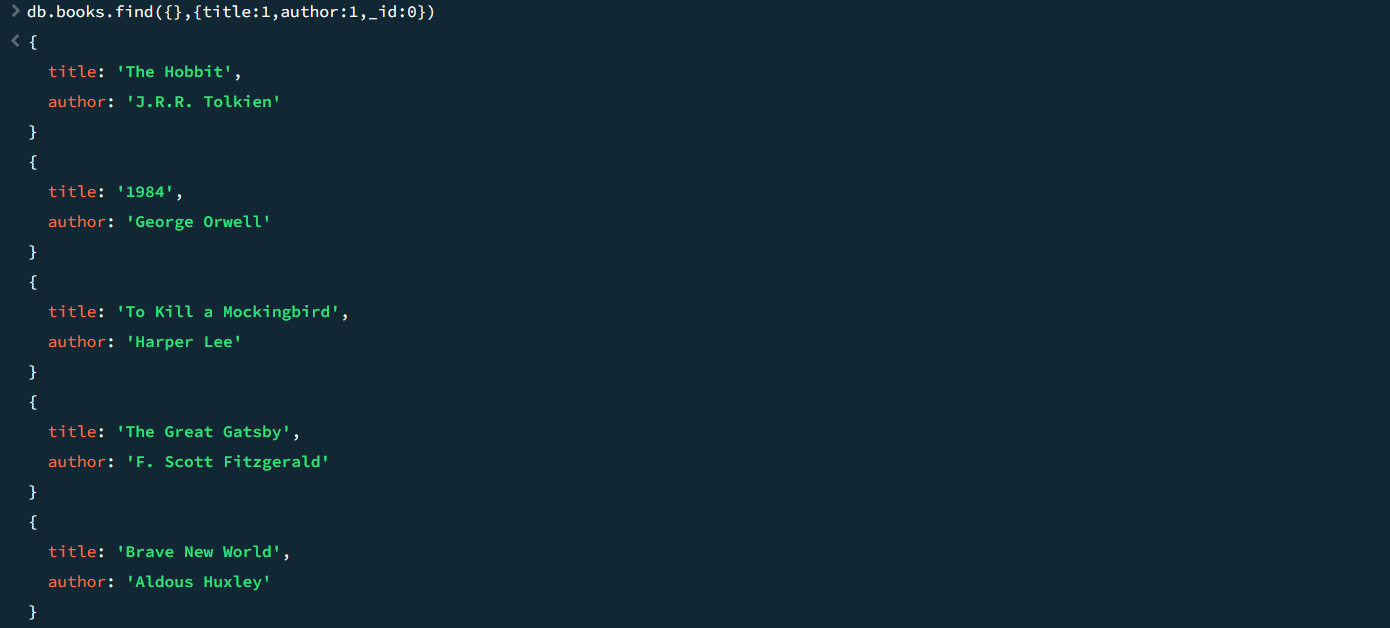 > db.books.find({},{title:1,author:1,_id:0})
< {
title: 'The Hobbit',
author: 'J.R.R. Tolkien'
}
{
title: '1984',
author: 'George Orwell'
}
{
title: 'To Kill a Mockingbird',
author: 'Harper Lee'
}
{
title: 'The Great Gatsby',
author: 'F. Scott Fitzgerald'
}
{
title: 'Brave New World',
author: 'Aldous Huxley'
}